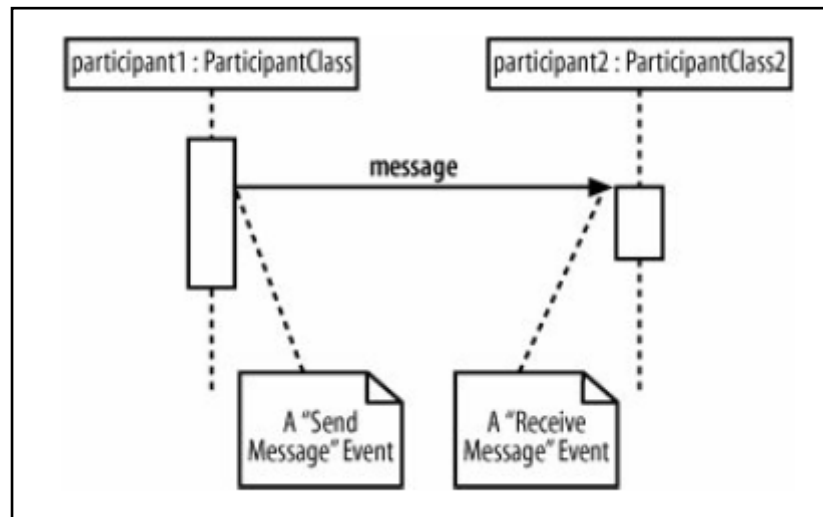 participant1 : ParticipantClass
participant2 : ParticipantClass2
message
A "Send
Message" Event
A "Receive
Message" Event